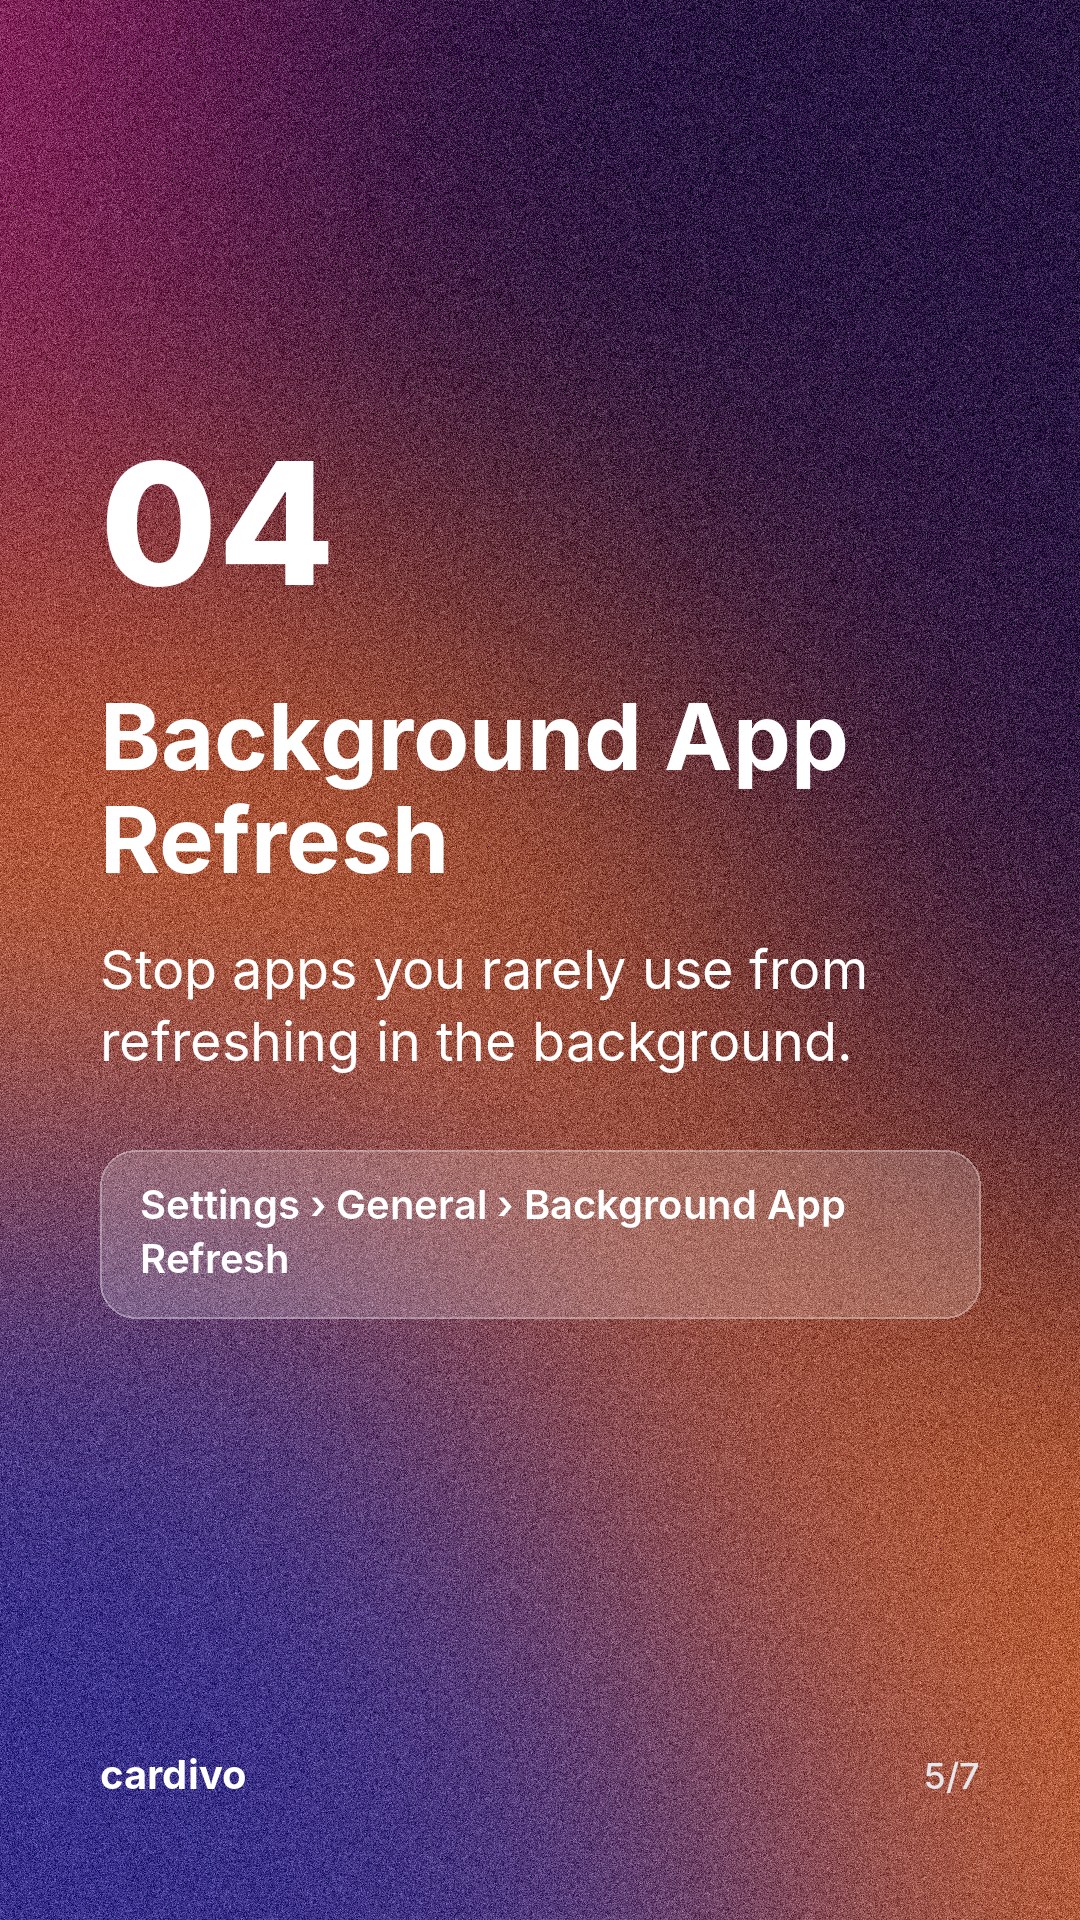 04
Background App
Refresh
Stop apps you rarely use from
refreshing in the background.
Settings › General › Background App
Refresh
cardivo
5/7